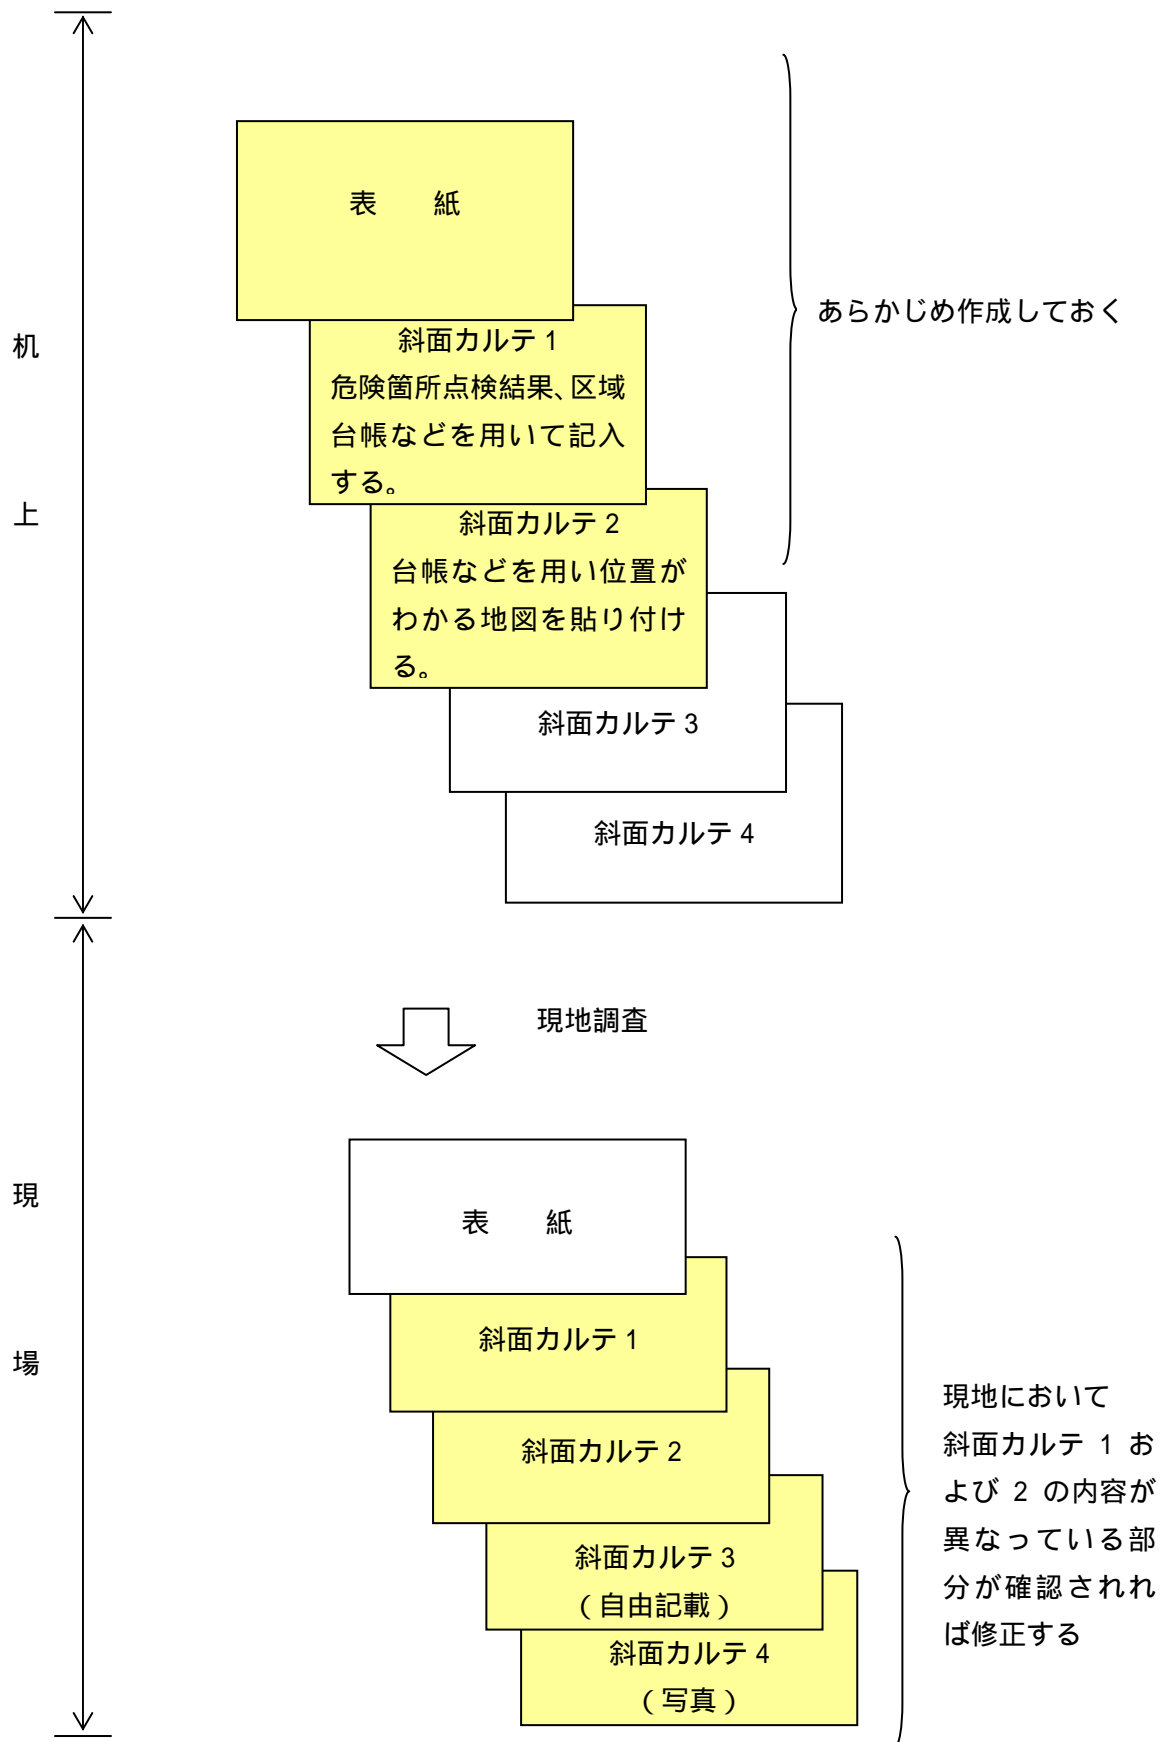 机
上
表　紙
斜面カルテ 1
危険箇所点検結果、区域
台帳などを用いて記入
する。
斜面カルテ 2
台帳などを用い位置が
わかる地図を貼り付け
る。
斜面カルテ 3
斜面カルテ 4
あらかじめ作成しておく
現地調査
現
場
表　紙
斜面カルテ 1
斜面カルテ 2
斜面カルテ 3
（自由記載）
斜面カルテ 4
（写真）
現地において
斜面カルテ 1 お
よび 2 の内容が
異なっている部
分が確認されれ
ば修正する